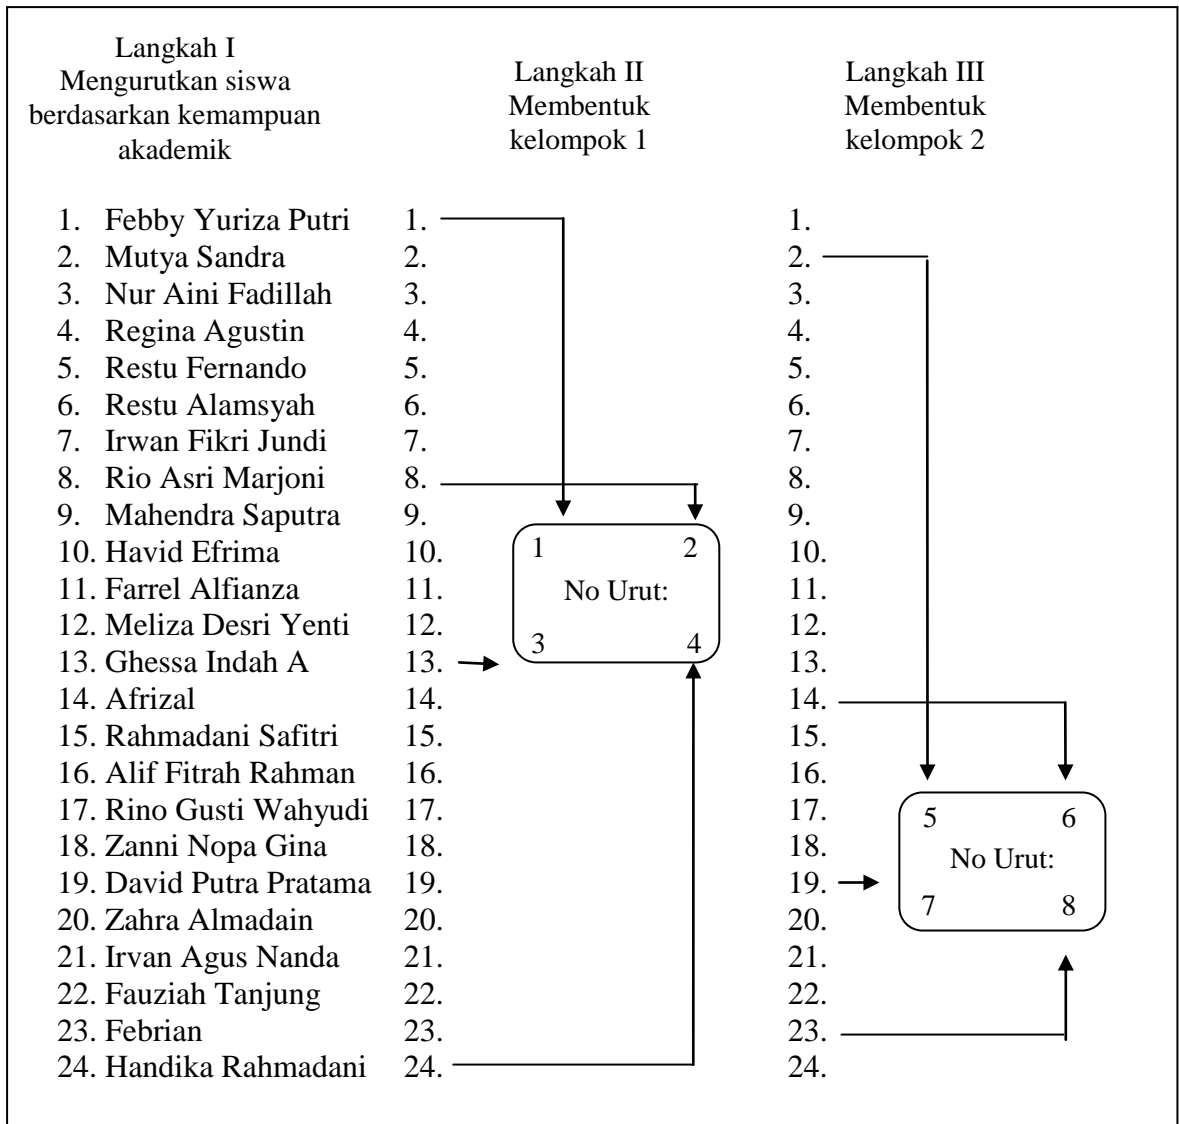 Langkah I
Mengurutkan siswa
berdasarkan kemampuan
akademik
Langkah II
Membentuk
kelompok 1
Langkah III
Membentuk
kelompok 2
1. Febby Yuriza Putri
2. Mutya Sandra
3. Nur Aini Fadillah
4. Regina Agustin
5. Restu Fernando
6. Restu Alamsyah
7. Irwan Fikri Jundi
8. Rio Asri Marjoni
9. Mahendra Saputra
10. Havid Efrima
11. Farrel Alfianza
12. Meliza Desri Yenti
13. Ghessa Indah A
14. Afrizal
15. Rahmadani Safitri
16. Alif Fitrah Rahman
17. Rino Gusti Wahyudi
18. Zanni Nopa Gina
19. David Putra Pratama
20. Zahra Almadain
21. Irvan Agus Nanda
22. Fauziah Tanjung
23. Febrian
24. Handika Rahmadani
1.
2.
3.
4.
5.
6.
7.
8.
9.
10.
11.
12.
13.
14.
15.
16.
17.
18.
19.
20.
21.
22.
23.
24.
1 2
No Urut:
3 4
1.
2.
3.
4.
5.
6.
7.
8.
9.
10.
11.
12.
13.
14.
15.
16.
17.
18.
19.
20.
21.
22.
23.
24.
5 6
No Urut:
7 8